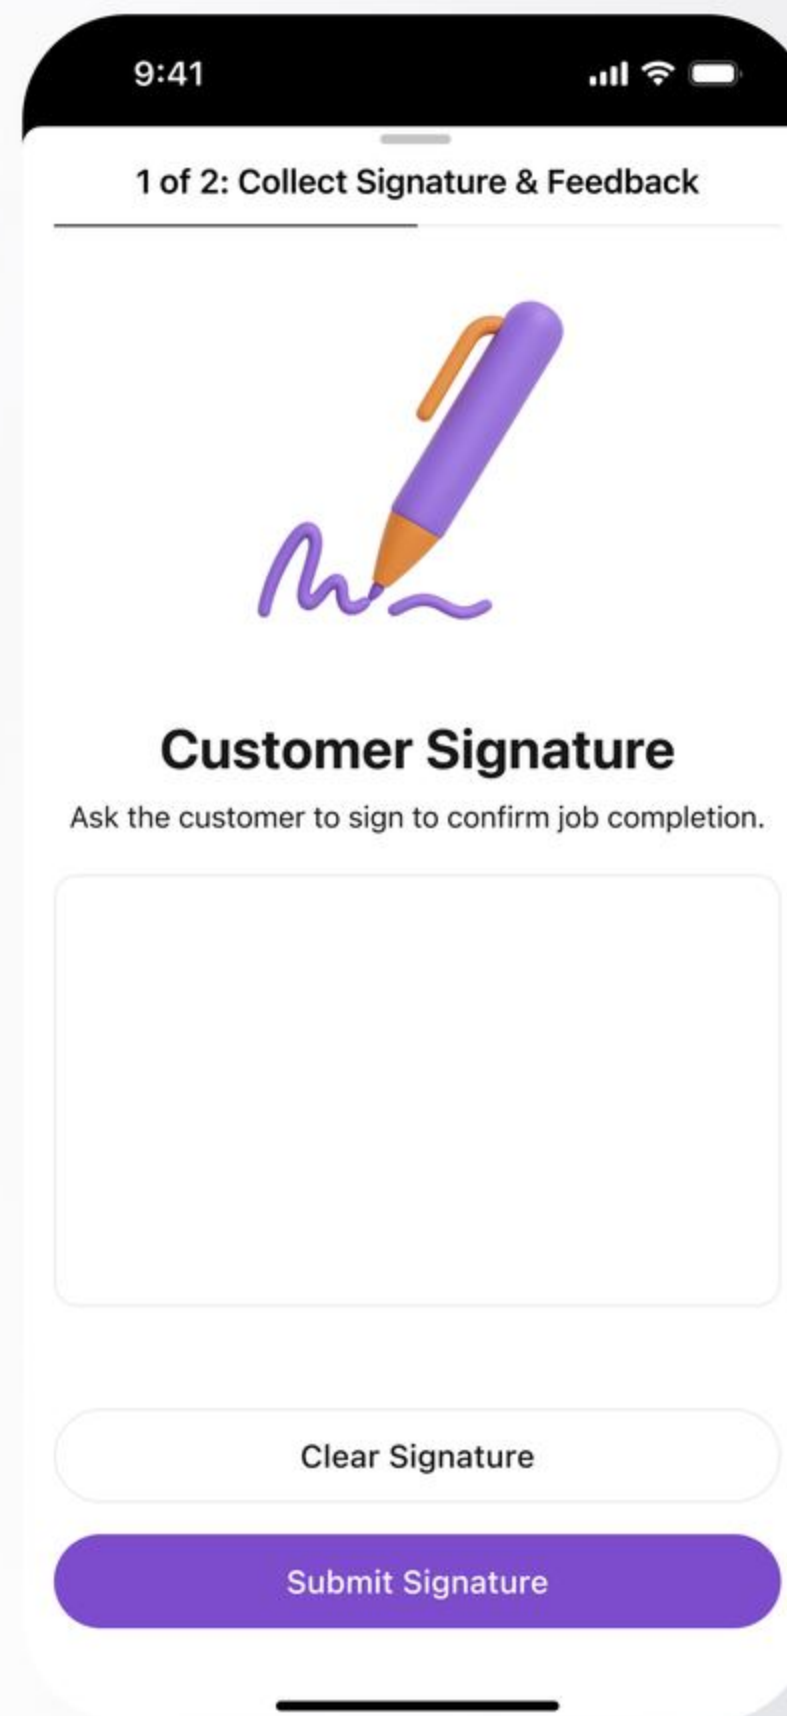 9:41
1 of 2: Collect Signature & Feedback
Customer Signature
Ask the customer to sign to confirm job completion.
Clear Signature
Submit Signature